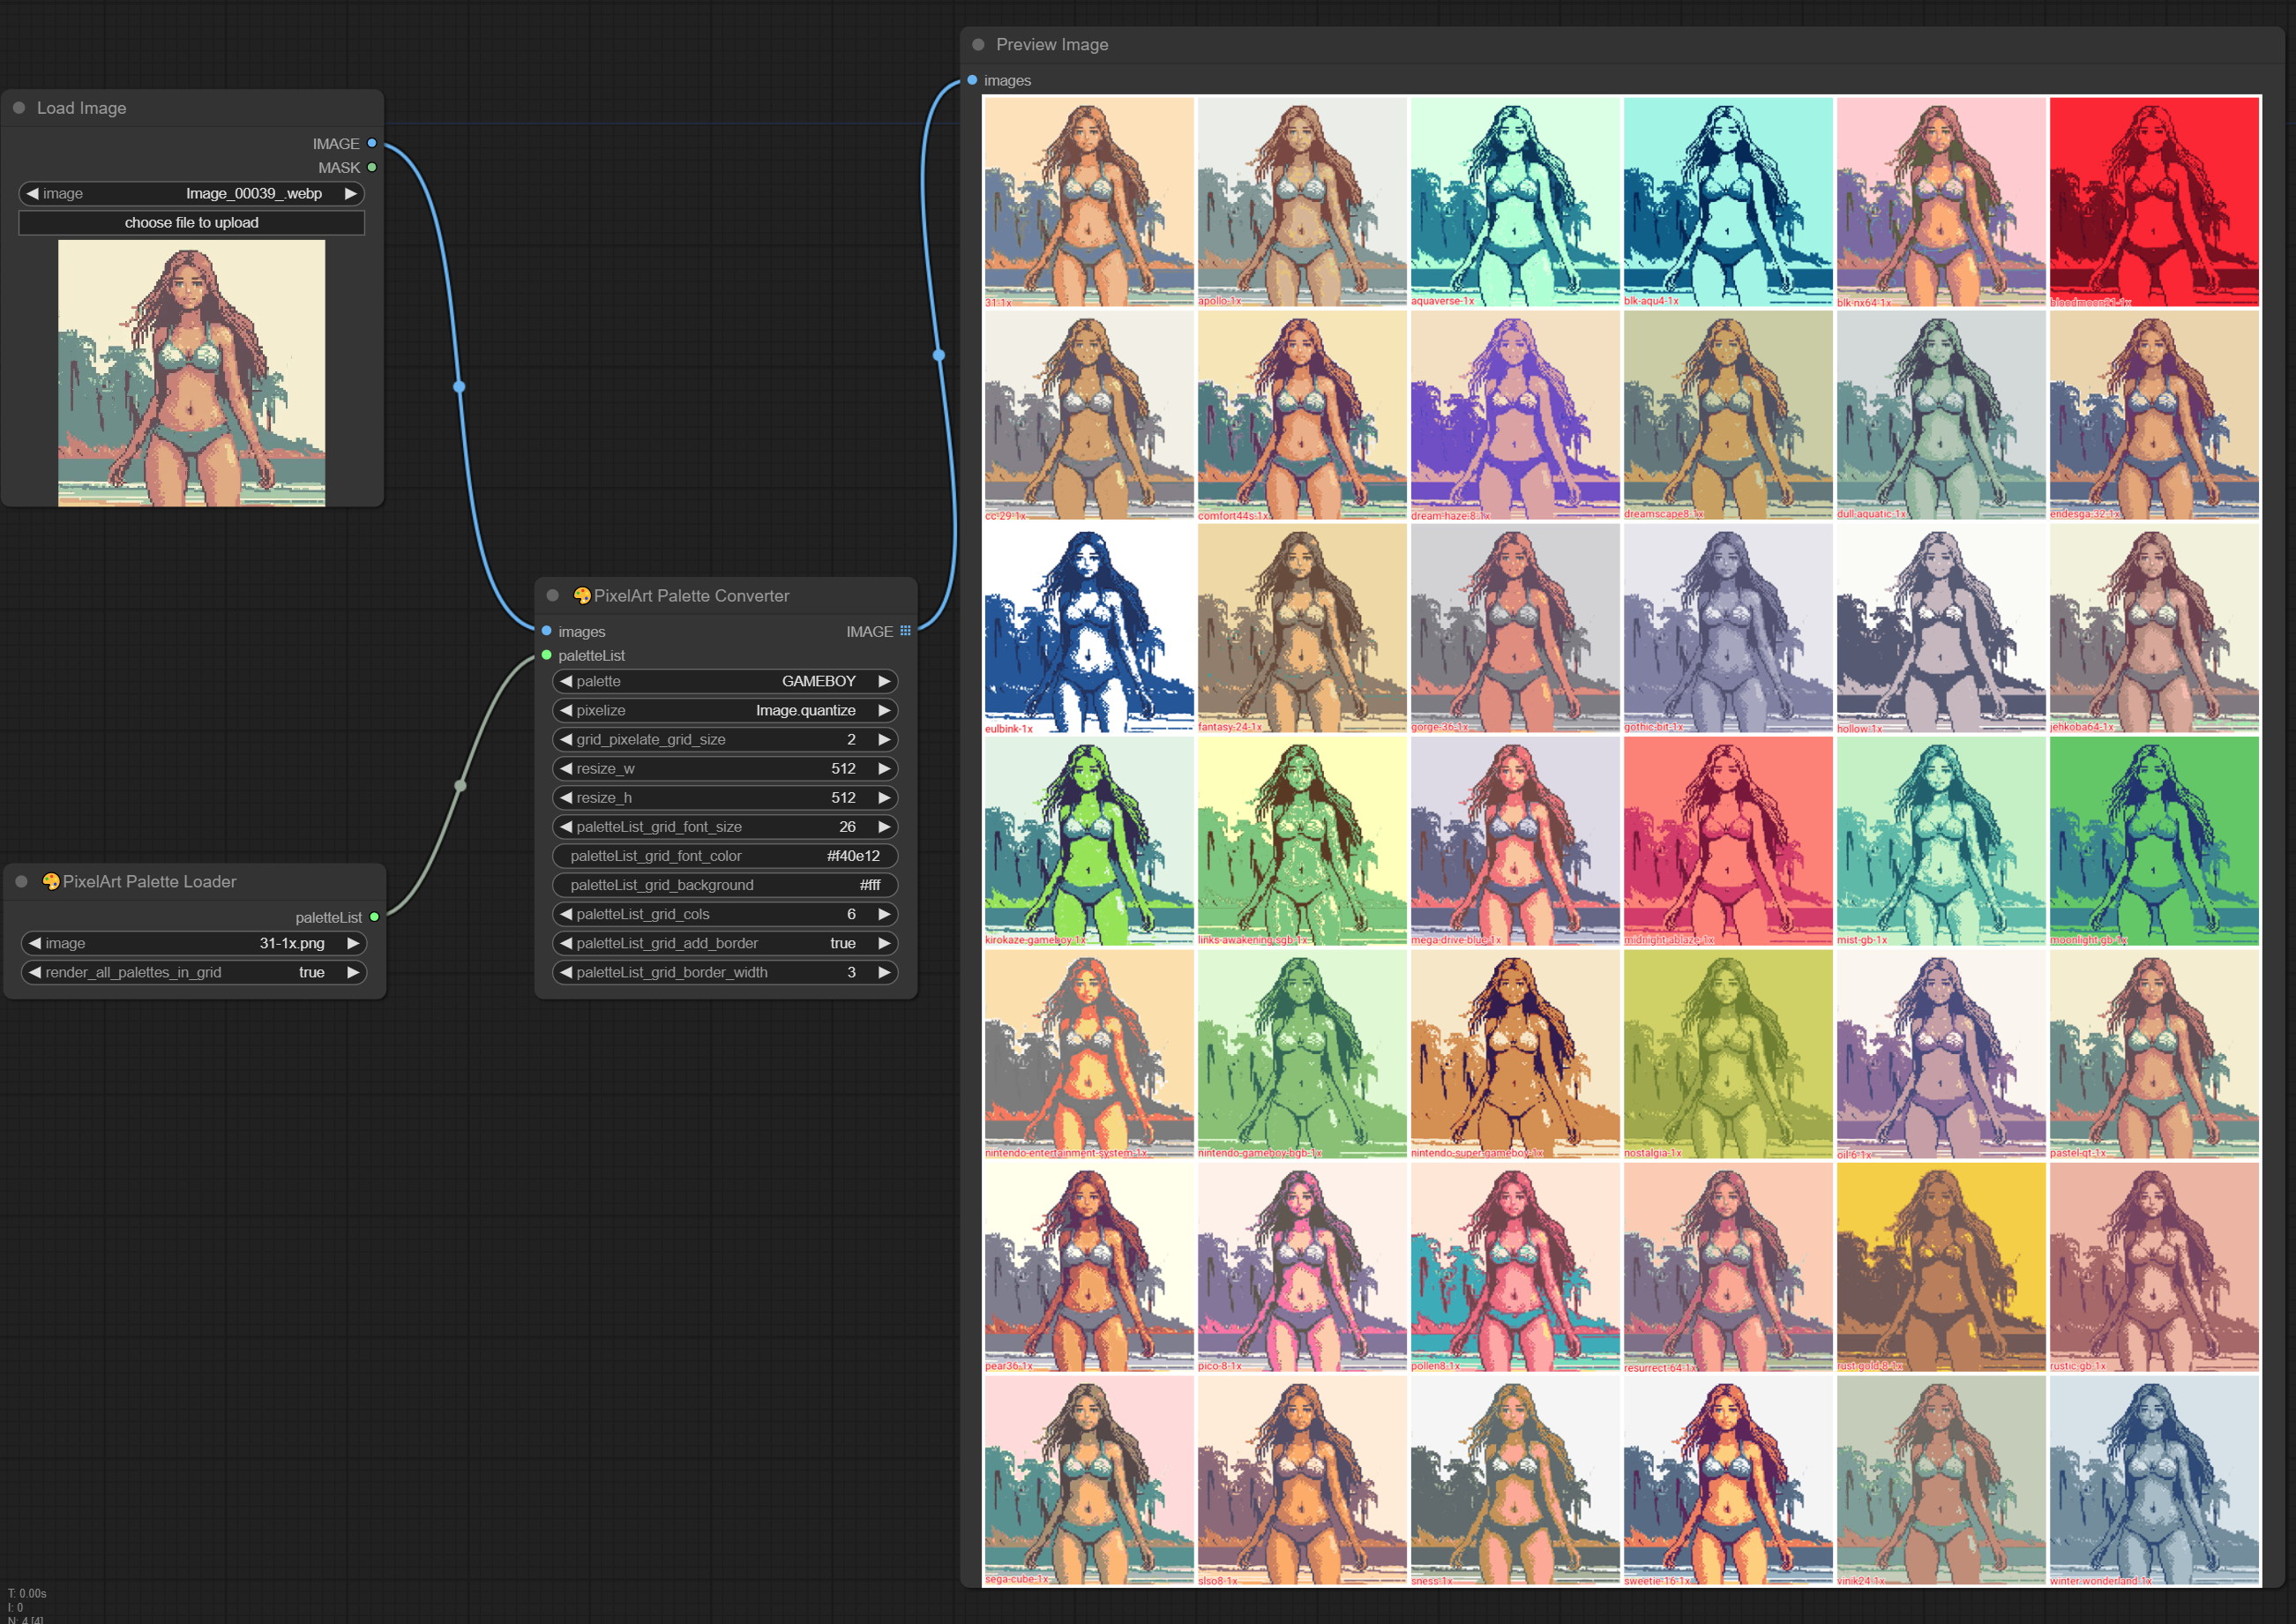 Load Image
IMAGE
MASK
image Image_00039_.webp
choose file to upload
🎨PixelArt Palette Loader
paletteList
image 31-1x.png
render_all_palettes_in_grid true
🎨PixelArt Palette Converter
images IMAGE
paletteList
palette GAMEBOY
pixelize Image.quantize
grid_pixelate_grid_size 2
resize_w 512
resize_h 512
paletteList_grid_font_size 26
paletteList_grid_font_color #f40e12
paletteList_grid_background #fff
paletteList_grid_cols 6
paletteList_grid_add_border true
paletteList_grid_border_width 3
Preview Image
images
31-1x apollo-1x aquaverse-1x blk-aqu4-1x blk-nx64-1x bloodmoon21-1x
cc-29-1x comfort44s-1x dream-haze-8-1x dreamscape8-1x dull-aquatic-1x endesga-32-1x
eulbink-1x fantasy-24-1x gorge-36-1x gothic-bit-1x hollow-1x jehkoba64-1x
kirokaze-gameboy-1x links-awakening-sgb-1x mega-drive-blue-1x midnight-ablaze-1x mist-gb-1x moonlight-gb-1x
nintendo-entertainment-system-1x nintendo-gameboy-bgb-1x nintendo-super-gameboy-1x nostalgia-1x oil-6-1x pastel-qt-1x
pear36-1x pico-8-1x pollen8-1x resurrect-64-1x rust-gold-8-1x rustic-gb-1x
sega-cube-1x slso8-1x sness-1x sweetie-16-1x vinik24-1x winter-wonderland-1x
T: 0.00s
I: 0
N: 4 [4]